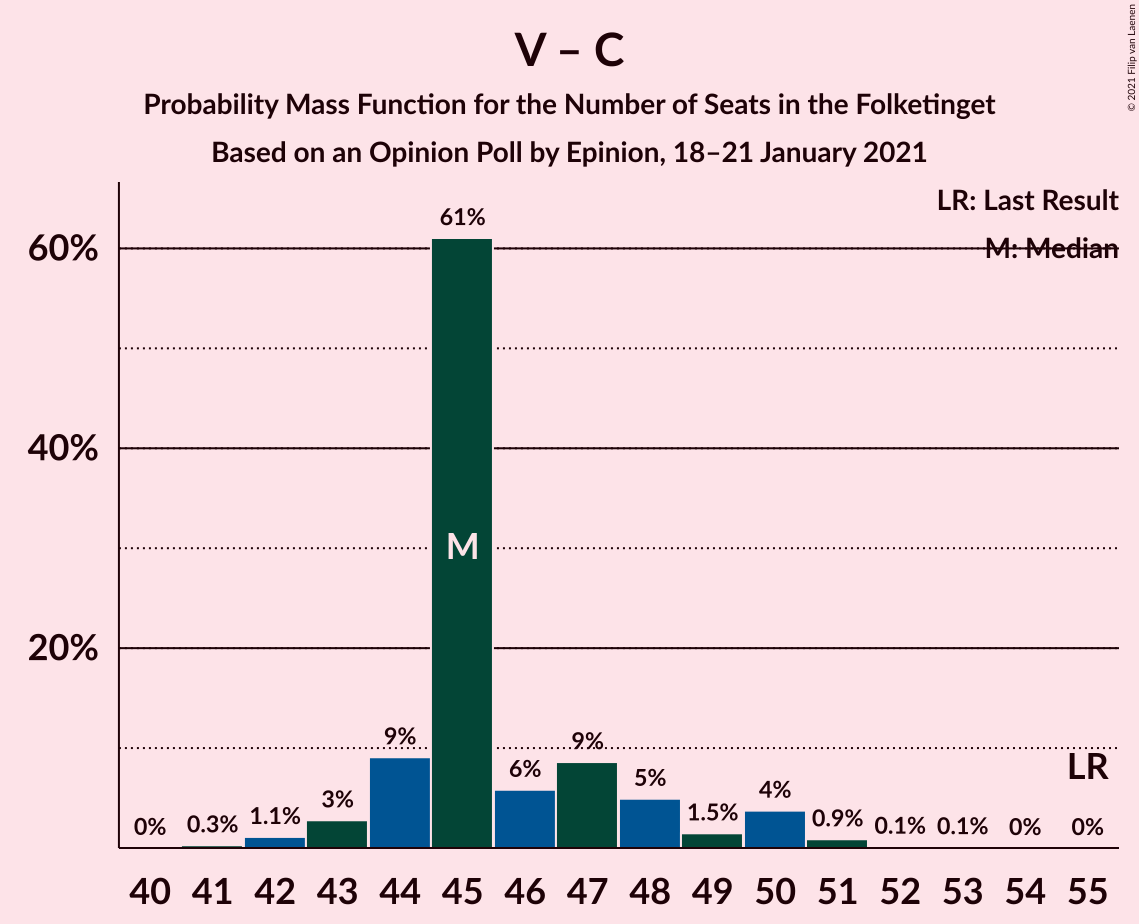 V – C
Probability Mass Function for the Number of Seats in the Folketinget
Based on an Opinion Poll by Epinion, 18–21 January 2021
© 2021 Filip van Laenen
LR: Last Result
M: Median
60%
40%
20%
0%
0.3%
1.1%
3%
9%
61%
M
6%
9%
5%
1.5%
4%
0.9%
0.1%
0.1%
0%
0%
LR
40 41 42 43 44 45 46 47 48 49 50 51 52 53 54 55